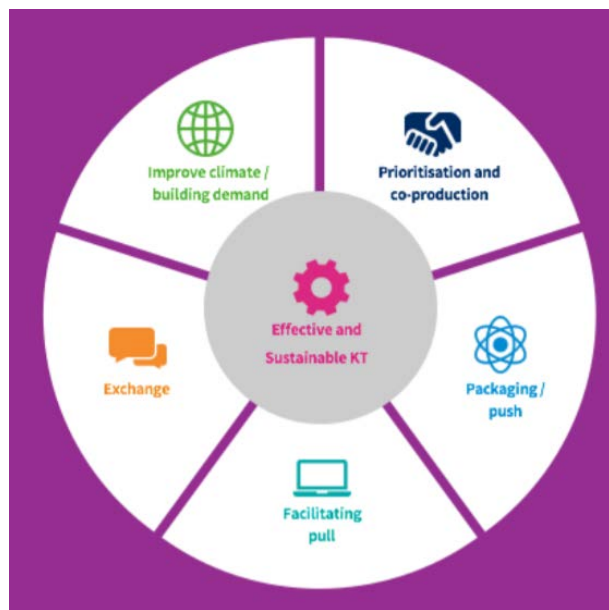 Improve climate /
building demand
Prioritisation and
co-production
Effective and
Sustainable KT
Exchange
Packaging /
push
Facilitating
pull